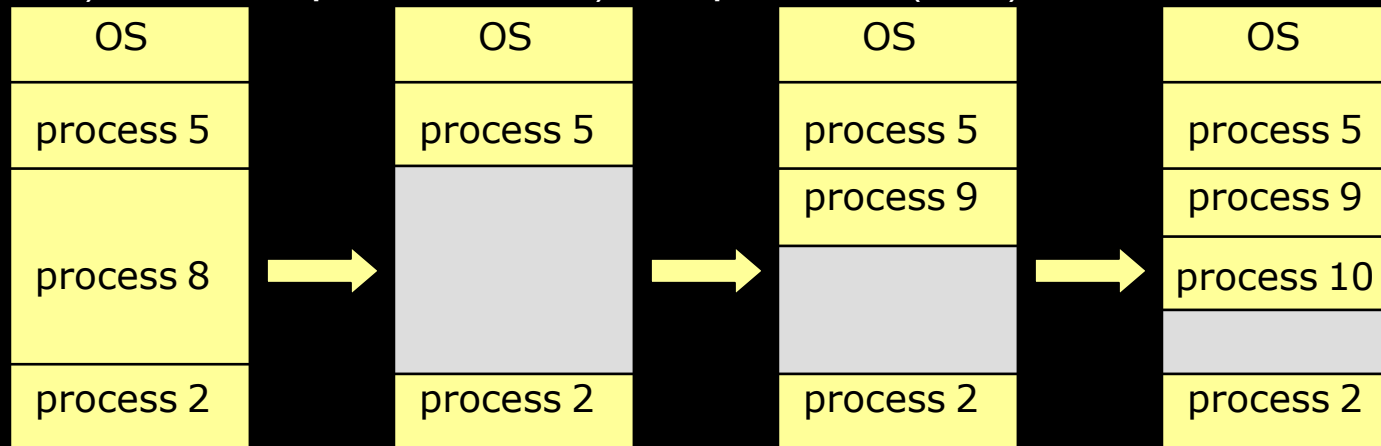 OS OS OS OS
process 5 process 5 process 5 process 5
process 9 process 9
process 8 process 10
process 2 process 2 process 2 process 2